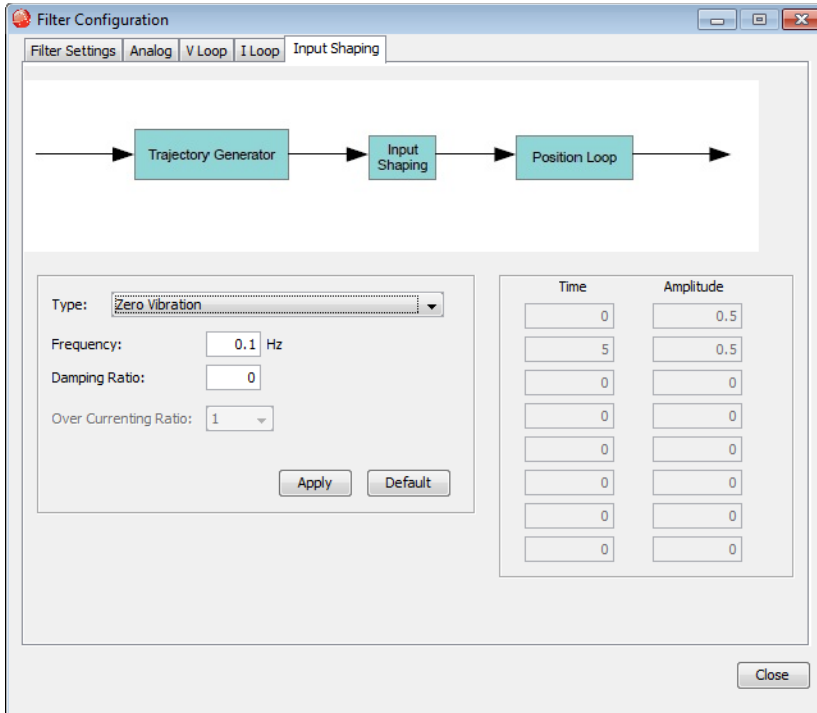 Filter Configuration
Filter Settings Analog V Loop I Loop Input Shaping
Trajectory Generator
Input
Shaping
Position Loop
Type: Zero Vibration
Frequency: 0.1 Hz
Damping Ratio: 0
Over Currenting Ratio: 1
Apply Default
Time Amplitude
0 0.5
5 0.5
0 0
0 0
0 0
0 0
0 0
0 0
Close